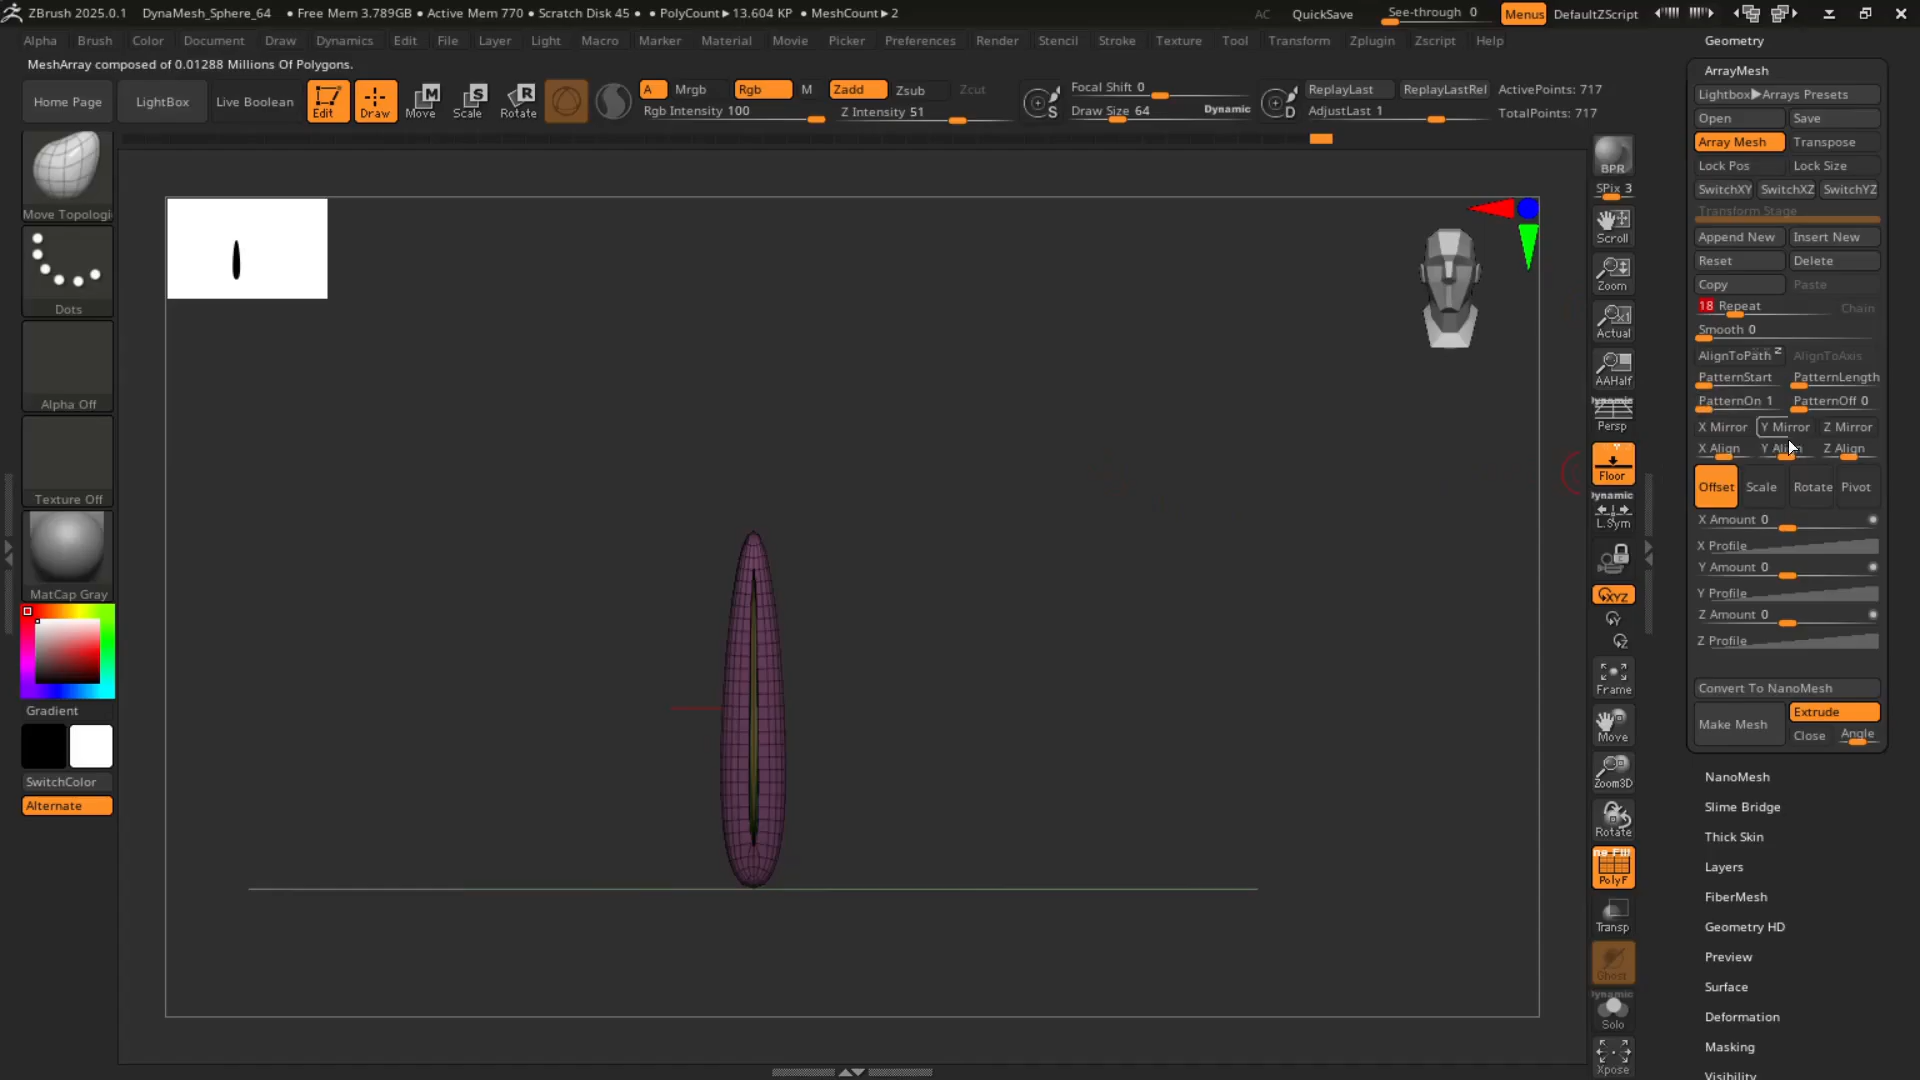 ZBrush 2025.0.1 DynaMesh_Sphere_64 • Free Mem 3.789GB • Active Mem 770 • Scratch Disk 45 • PolyCount▶13.604 KP • MeshCount▶2 AC QuickSave See-through 0 Menus DefaultZScript
Alpha Brush Color Document Draw Dynamics Edit File Layer Light Macro Marker Material Movie Picker Preferences Render Stencil Stroke Texture Tool Transform Zplugin Zscript Help
MeshArray composed of 0.01288 Millions Of Polygons.
Home Page LightBox Live Boolean Edit Draw Move Scale Rotate
M S R
A Mrgb Rgb M Zadd Zsub Zcut
Rgb Intensity 100 Z Intensity 51
S Focal Shift 0
Draw Size 64 Dynamic
D ReplayLast ReplayLastRel ActivePoints: 717
AdjustLast 1 TotalPoints: 717
Move Topologi
Dots
Alpha Off
Texture Off
MatCap Gray
Gradient
SwitchColor
Alternate
BPR
SPix 3
Scroll
Zoom
x1
Actual
AAHalf
Dynamic
Persp
Y
Floor
Dynamic
L.Sym
XYZ
Y
Z
Frame
Move
Zoom3D
Rotate
ne Fill
PolyF
Transp
Ghost
Dynamic
Solo
Xpose
Geometry
ArrayMesh
Lightbox▶Arrays Presets
Open Save
Array Mesh Transpose
Lock Pos Lock Size
SwitchXY SwitchXZ SwitchYZ
Transform Stage
Append New Insert New
Reset Delete
Copy Paste
18 Repeat Chain
Smooth 0
AlignToPath Z AlignToAxis
PatternStart PatternLength
PatternOn 1 PatternOff 0
X Mirror Y Mirror Z Mirror
X Align Y Align Z Align
Offset Scale Rotate Pivot
X Amount 0
X Profile
Y Amount 0
Y Profile
Z Amount 0
Z Profile
Convert To NanoMesh
Make Mesh Extrude
Close Angle
NanoMesh
Slime Bridge
Thick Skin
Layers
FiberMesh
Geometry HD
Preview
Surface
Deformation
Masking
Visibility